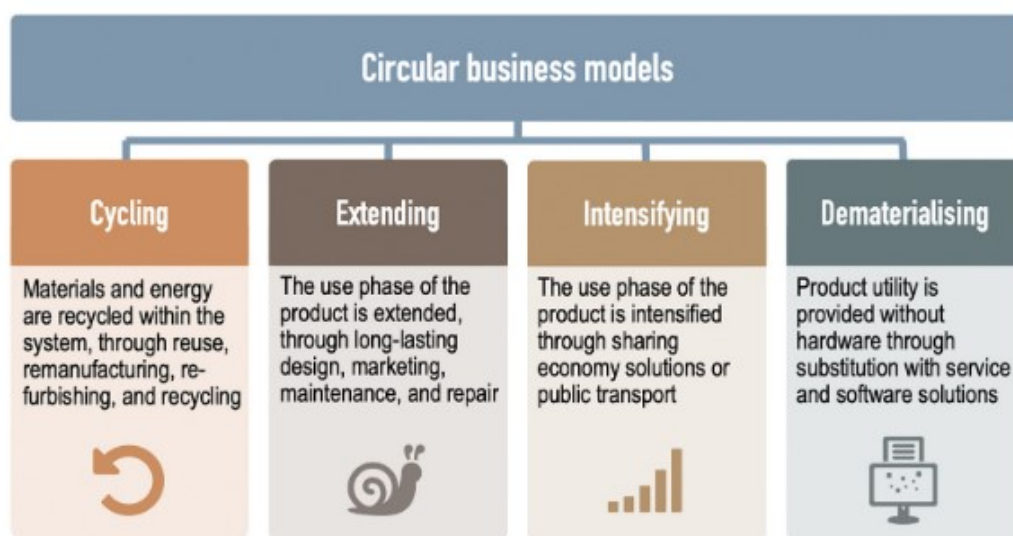 Circular business models
Cycling
Materials and energy
are recycled within the
system, through reuse,
remanufacturing, re-
furbishing, and recycling
Extending
The use phase of the
product is extended,
through long-lasting
design, marketing,
maintenance, and repair
Intensifying
The use phase of the
product is intensified
through sharing
economy solutions or
public transport
Dematerialising
Product utility is
provided without
hardware through
substitution with service
and software solutions